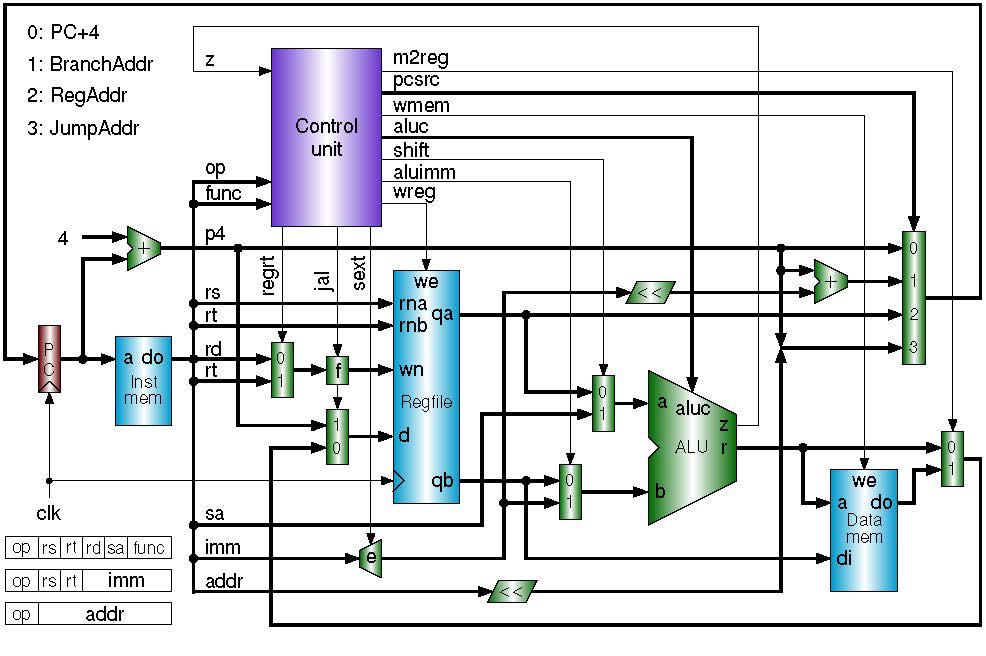 0: PC+4
1: BranchAddr
2: RegAddr
3: JumpAddr
z
Control
unit
m2reg
pcsrc
wmem
aluc
shift
aluimm
wreg
op
func
regrt
jal
sext
4
+
p4
rs
rt
rd
rt
PC
a do
Inst
mem
0
1
f
1
0
we
rna
rnb
qa
wn
Regfile
d
qb
clk
sa
imm
e
addr
<<
<<
+
0
1
2
3
0
1
0
1
a
aluc
z
ALU
r
b
0
1
we
a do
Data
mem
di
op rs rt rd sa func
op rs rt imm
op addr